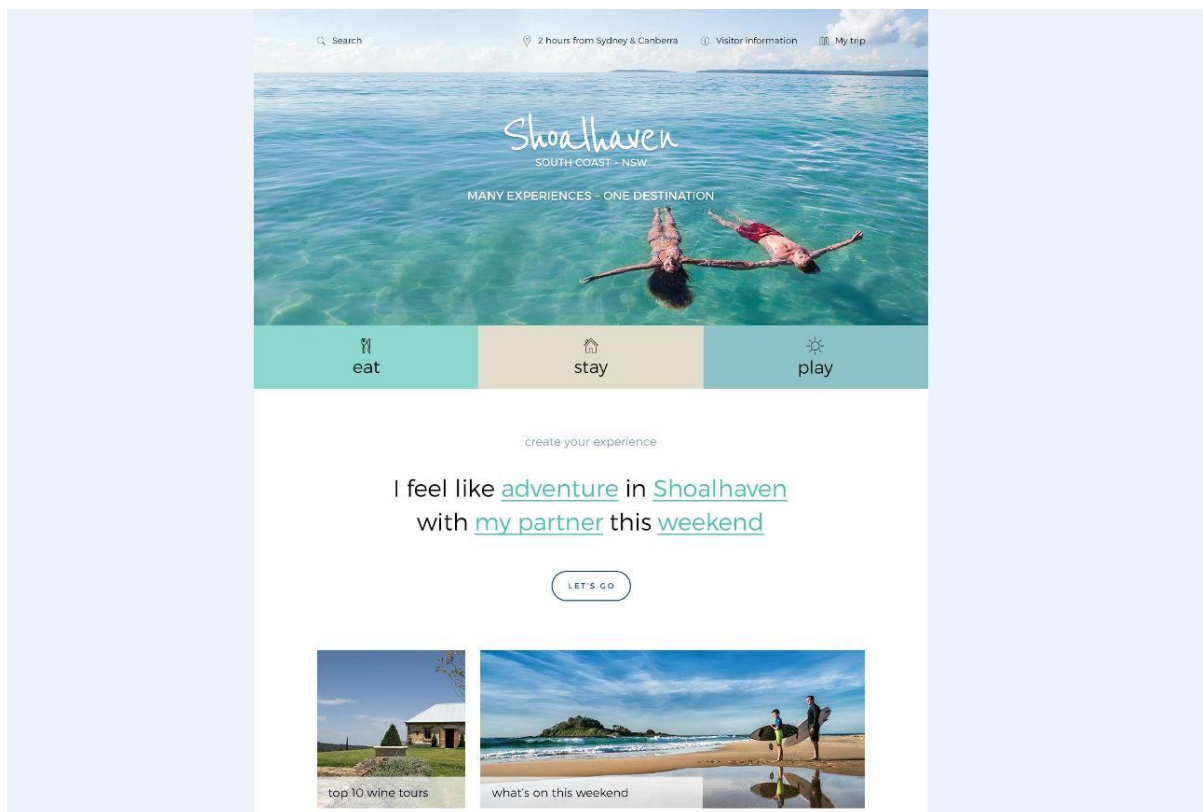 Search
2 hours from Sydney & Canberra
Visitor information
My trip
Shoalhaven
SOUTH COAST - NSW
MANY EXPERIENCES – ONE DESTINATION
eat
stay
play
create your experience
I feel like adventure in Shoalhaven
with my partner this weekend
LET'S GO
top 10 wine tours
what's on this weekend